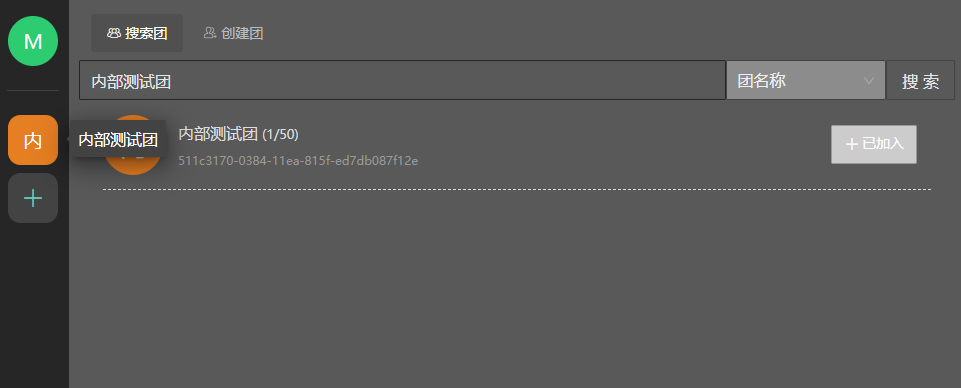 M
搜索团
创建团
内部测试团
团名称
搜 索
内
内部测试团
内部测试团 (1/50)
511c3170-0384-11ea-815f-ed7db087f12e
已加入